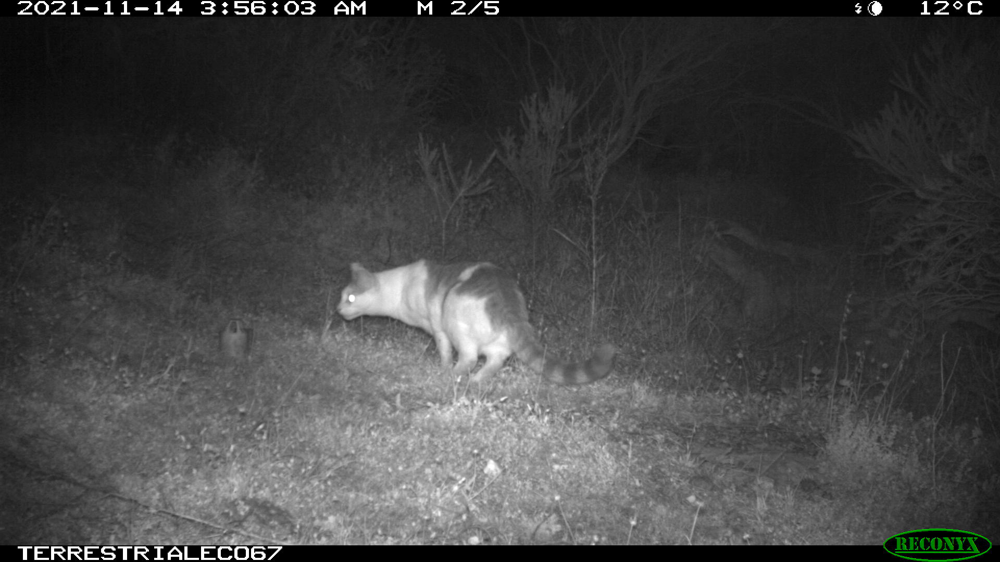 2021-11-14 3:56:03 AM M 2/5 12°C
TERRESTRIALEC067
RECONYX